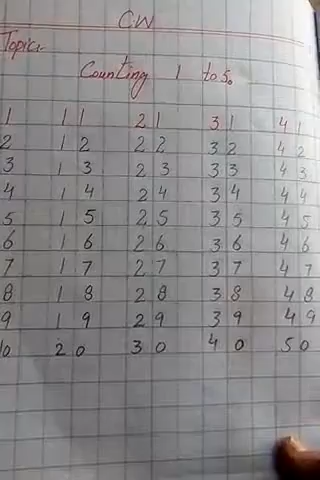 C.W
Topic:
Counting 1 to 50
1 11 21 31 41
2 12 22 32 42
3 13 23 33 43
4 14 24 34 44
5 15 25 35 45
6 16 26 36 46
7 17 27 37 47
8 18 28 38 48
9 19 29 39 49
10 20 30 40 50